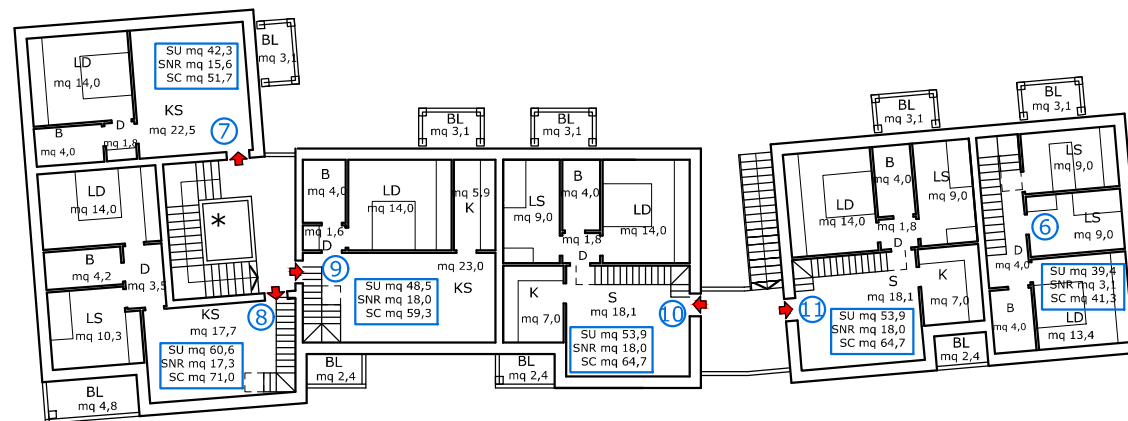 LD
mq 14,0
SU mq 42,3
SNR mq 15,6
SC mq 51,7
BL
mq 3,1
KS
mq 22,5
B
mq 4,0
D
mq 1,8
7
LD
mq 14,0
B
mq 4,2
D
mq 3,5
LS
mq 10,3
BL
mq 4,8
*
8
KS
mq 17,7
SU mq 60,6
SNR mq 17,3
SC mq 71,0
B
mq 4,0
LD
mq 14,0
5,9
K
mq 1,6
D
9
mq 23,0
KS
SU mq 48,5
SNR mq 18,0
SC mq 59,3
BL
mq 2,4
BL
mq 3,1
BL
mq 3,1
LS
mq 9,0
B
mq 4,0
LD
mq 14,0
mq 1,8
D
K
mq 7,0
S
mq 18,1
10
SU mq 53,9
SNR mq 18,0
SC mq 64,7
BL
mq 2,4
BL
mq 3,1
LD
mq 14,0
B
mq 4,0
LS
mq 9,0
mq 1,8
D
K
mq 7,0
S
mq 18,1
11
SU mq 53,9
SNR mq 18,0
SC mq 64,7
BL
mq 2,4
BL
mq 3,1
LS
mq 9,0
LS
mq 9,0
6
D
mq 4,0
SU mq 39,4
SNR mq 3,1
SC mq 41,3
B
mq 4,0
LD
mq 13,4